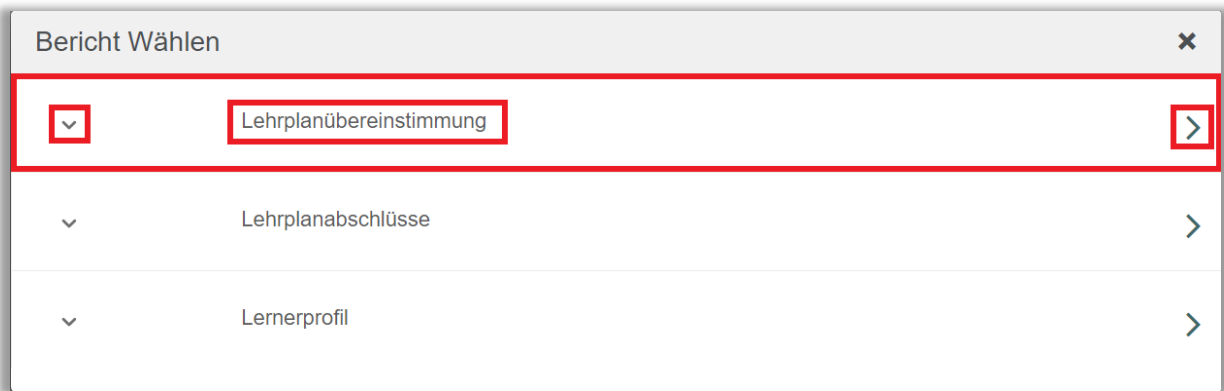 Bericht Wählen
Lehrplanübereinstimmung
Lehrplanabschlüsse
Lernerprofil